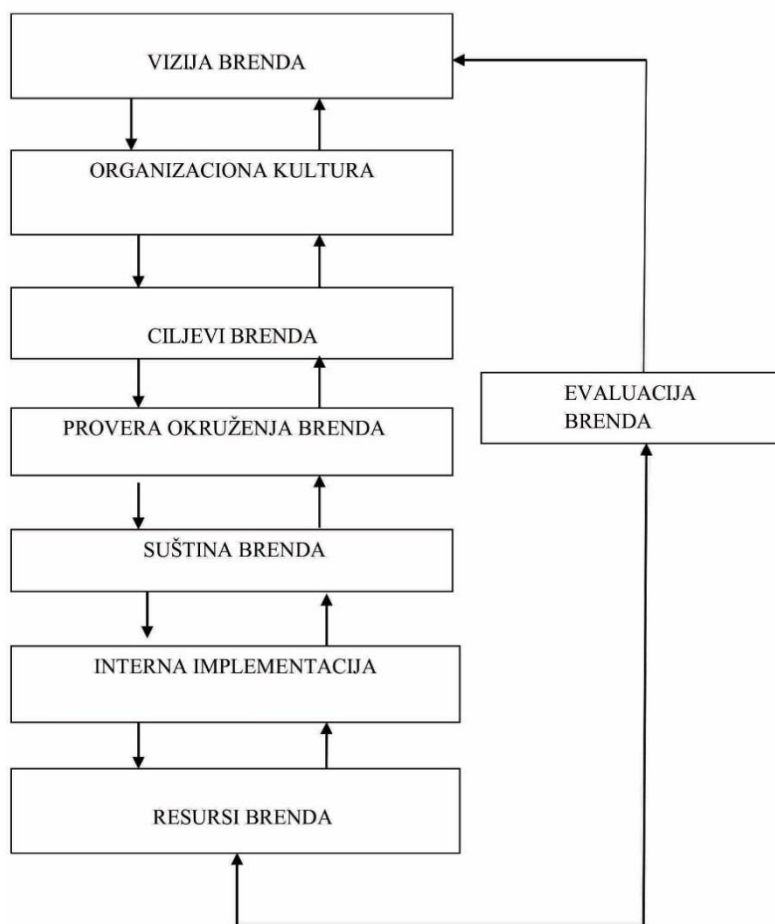 VIZIJA BRENDA
ORGANIZACIONA KULTURA
CILJEVI BRENDA
PROVERA OKRUŽENJA BRENDA
SUŠTINA BRENDA
INTERNA IMPLEMENTACIJA
RESURSI BRENDA
EVALUACIJA
BRENDA